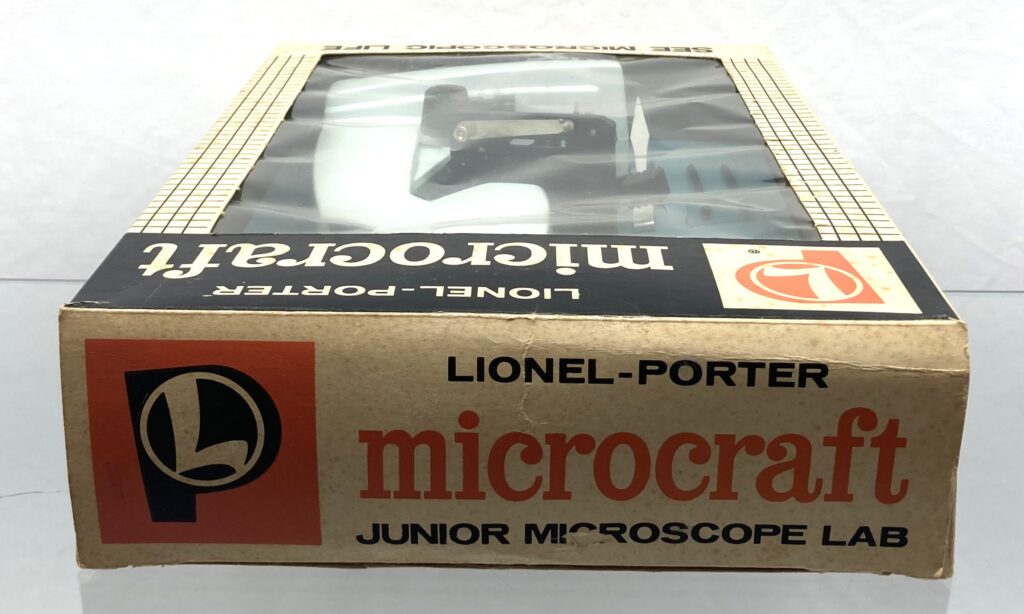 SEE MICROSCOPIC LIFE
microcraft
LIONEL-PORTER
L
LIONEL-PORTER
microcraft
JUNIOR MICROSCOPE LAB
L